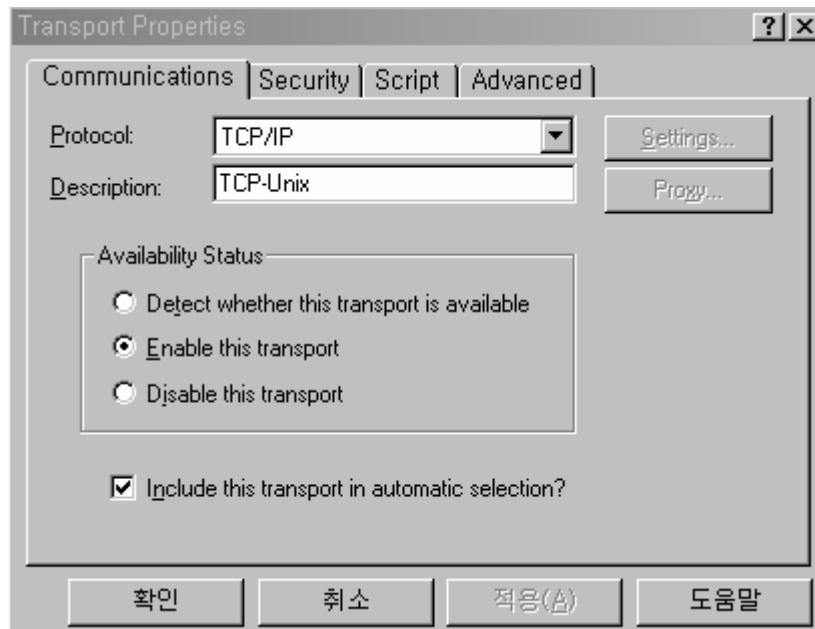 Transport Properties
Communications Security Script Advanced
Protocol: TCP/IP Settings...
Description: TCP-Unix Proxy...
Availability Status
Detect whether this transport is available
Enable this transport
Disable this transport
Include this transport in automatic selection?
확인 취소 적용(A) 도움말